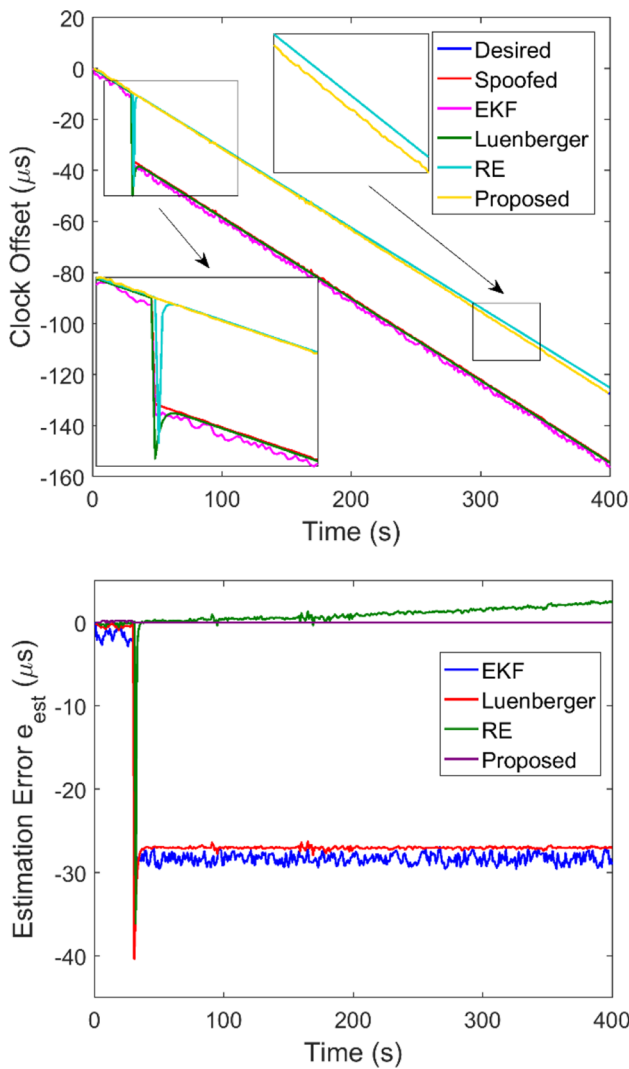 20
0
-20
-40
-60
-80
-100
-120
-140
-160
Clock Offset (μs)
0 100 200 300 400
Time (s)
Desired
Spoofed
EKF
Luenberger
RE
Proposed
0
-10
-20
-30
-40
Estimation Error e_est (μs)
0 100 200 300 400
Time (s)
EKF
Luenberger
RE
Proposed